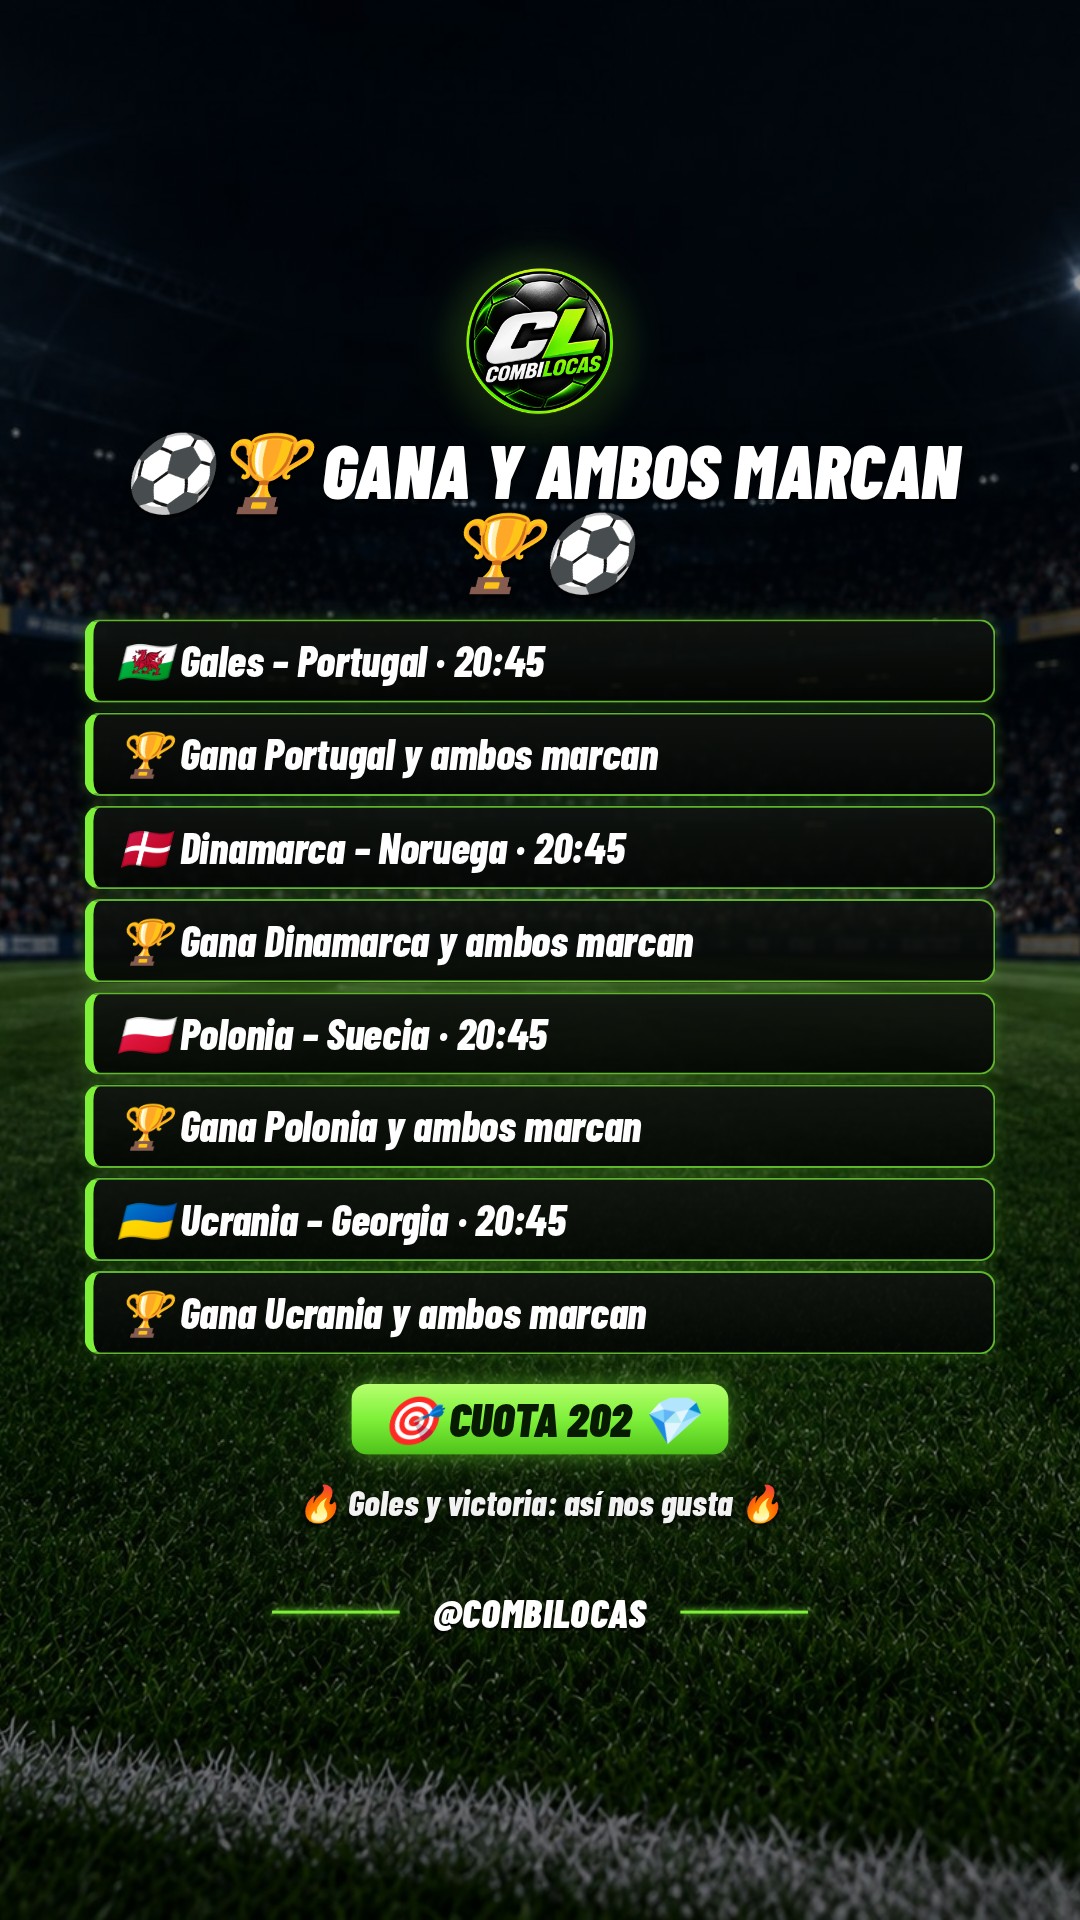 CL
COMBILOCAS
⚽🏆 GANA Y AMBOS MARCAN
🏆⚽
🏴󠁧󠁢󠁷󠁬󠁳󠁿 Gales – Portugal · 20:45
🏆 Gana Portugal y ambos marcan
🇩🇰 Dinamarca – Noruega · 20:45
🏆 Gana Dinamarca y ambos marcan
🇵🇱 Polonia – Suecia · 20:45
🏆 Gana Polonia y ambos marcan
🇺🇦 Ucrania – Georgia · 20:45
🏆 Gana Ucrania y ambos marcan
🎯 CUOTA 202 💎
🔥 Goles y victoria: así nos gusta 🔥
@COMBILOCAS